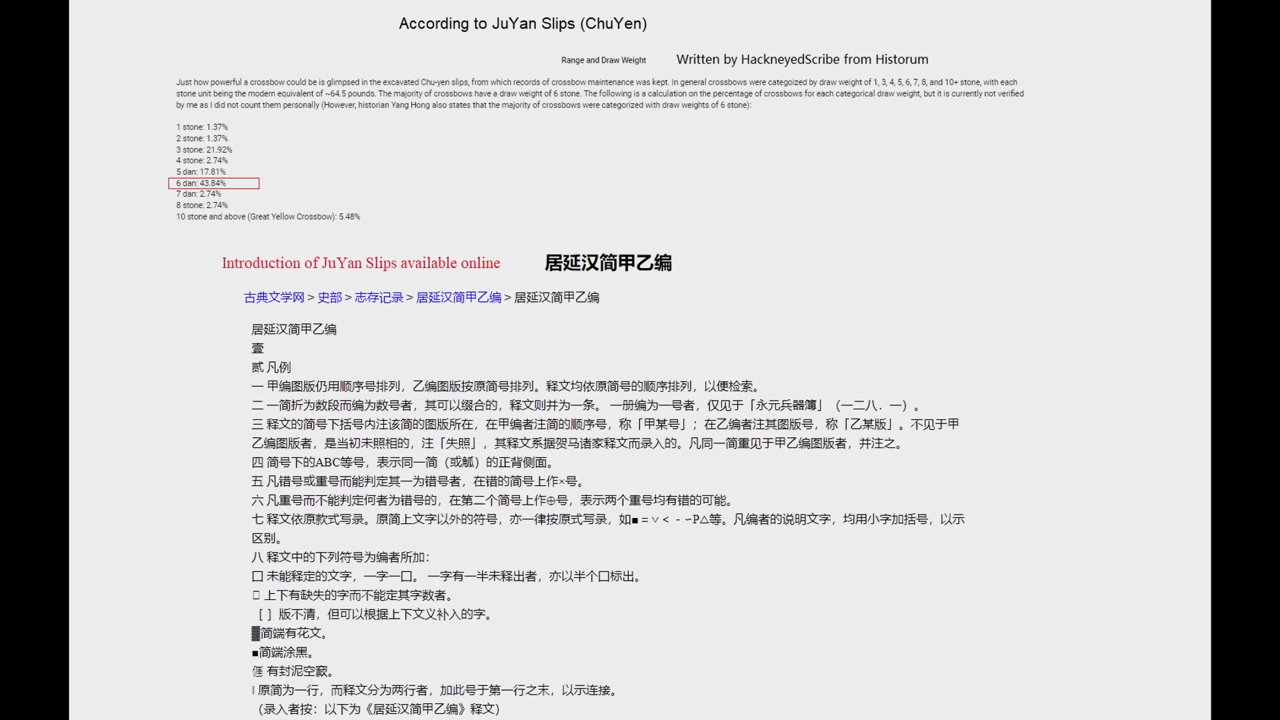 According to JuYan Slips (ChuYen)
Range and Draw Weight
Written by HackneyedScribe from Historum
Just how powerful a crossbow could be is glimpsed in the excavated Chu-yen slips, from which records of crossbow maintenance was kept. In general crossbows were categoized by draw weight of 1, 3, 4, 5, 6, 7, 8, and 10+ stone, with each
stone unit being the modern equivalent of ~64.5 pounds. The majority of crossbows have a draw weight of 6 stone. The following is a calculation on the percentage of crossbows for each categorical draw weight, but it is currently not verified
by me as I did not count them personally (However, historian Yang Hong also states that the majority of crossbows were categorized with draw weights of 6 stone):
1 stone: 1.37%
2 stone: 1.37%
3 stone: 21.92%
4 stone: 2.74%
5 dan: 17.81%
6 dan: 43.84%
7 dan: 2.74%
8 stone: 2.74%
10 stone and above (Great Yellow Crossbow): 5.48%
Introduction of JuYan Slips available online
居延汉简甲乙编
古典文学网 > 史部 > 志存记录 > 居延汉简甲乙编 > 居延汉简甲乙编
居延汉简甲乙编
壹
贰 凡例
一 甲编图版仍用顺序号排列，乙编图版按原简号排列。释文均依原简号的顺序排列，以便检索。
二 一简折为数段而编为数号者，其可以缀合的，释文则并为一条。 一册编为一号者，仅见于「永元兵器簿」（一二八．一）。
三 释文的简号下括号内注该简的图版所在，在甲编者注简的顺序号，称「甲某号」；在乙编者注其图版号，称「乙某版」。不见于甲
乙编图版者，是当初未照相的，注「失照」，其释文系据贺马诸家释文而录入的。凡同一简重见于甲乙编图版者，并注之。
四 简号下的ABC等号，表示同一简（或觚）的正背侧面。
五 凡错号或重号而能判定其一为错号者，在错的简号上作×号。
六 凡重号而不能判定何者为错号的，在第二个简号上作⊕号，表示两个重号均有错的可能。
七 释文依原款式写录。原简上文字以外的符号，亦一律按原式写录，如■ = ∨ < - ∽P△等。凡编者的说明文字，均用小字加括号，以示
区别。
八 释文中的下列符号为编者所加：
囗 未能释定的文字，一字一囗。 一字有一半未释出者，亦以半个囗标出。
上下有缺失的字而不能定其字数者。
［ ］版不清，但可以根据上下文义补入的字。
▓简端有花文。
■简端涂黑。
有封泥空窾。
| 原简为一行，而释文分为两行者，加此号于第一行之末，以示连接。
（录入者按：以下为《居延汉简甲乙编》释文）